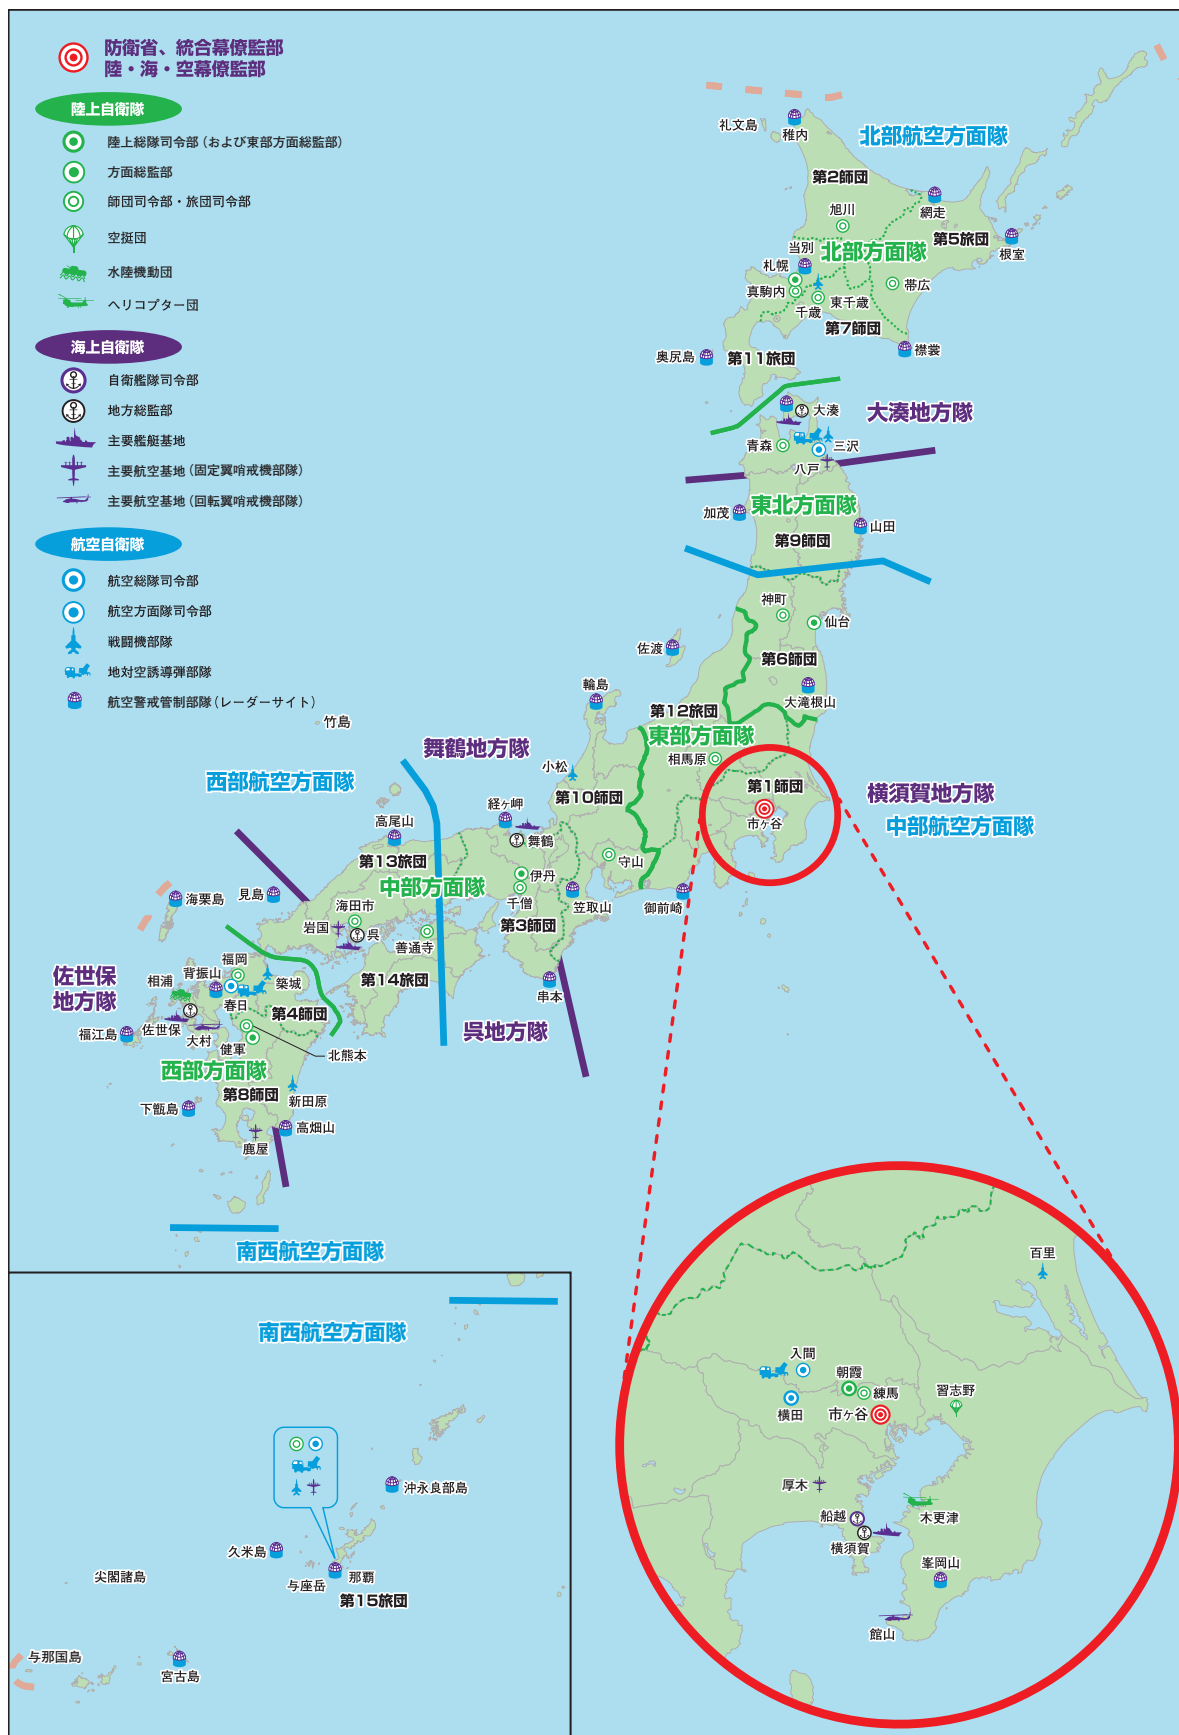 防衛省、統合幕僚監部
陸・海・空幕僚監部
陸上自衛隊
陸上総隊司令部(および東部方面総監部)
方面総監部
師団司令部・旅団司令部
空挺団
水陸機動団
ヘリコプター団
海上自衛隊
自衛艦隊司令部
地方総監部
主要艦艇基地
主要航空基地(固定翼哨戒機部隊)
主要航空基地(回転翼哨戒機部隊)
航空自衛隊
航空総隊司令部
航空方面隊司令部
戦闘機部隊
地対空誘導弾部隊
航空警戒管制部隊(レーダーサイト)
礼文島
稚内
北部航空方面隊
第2師団
旭川
網走
第5旅団
根室
当別
北部方面隊
札幌
真駒内
帯広
東千歳
千歳
第7師団
奥尻島
第11旅団
襟裳
大湊
大湊地方隊
青森
三沢
八戸
加茂
東北方面隊
山田
第9師団
神町
仙台
佐渡
第6師団
大滝根山
輪島
第12旅団
竹島
東部方面隊
舞鶴地方隊
西部航空方面隊
小松
相馬原
第10師団
第1師団
横須賀地方隊
中部航空方面隊
経ヶ岬
市ヶ谷
高尾山
舞鶴
第13旅団
守山
中部方面隊
伊丹
千僧
笠取山
御前崎
海栗島
見島
海田市
岩国
呉
善通寺
第3師団
福岡
背振山
相浦
築城
春日
第14旅団
串本
佐世保
地方隊
第4師団
呉地方隊
福江島
佐世保
大村
健軍
北熊本
西部方面隊
第8師団
新田原
下甑島
高畑山
鹿屋
南西航空方面隊
南西航空方面隊
沖永良部島
久米島
尖閣諸島
与座岳
那覇
第15旅団
与那国島
宮古島
百里
入間
朝霞
練馬
習志野
横田
市ヶ谷
厚木
船越
木更津
横須賀
峯岡山
館山